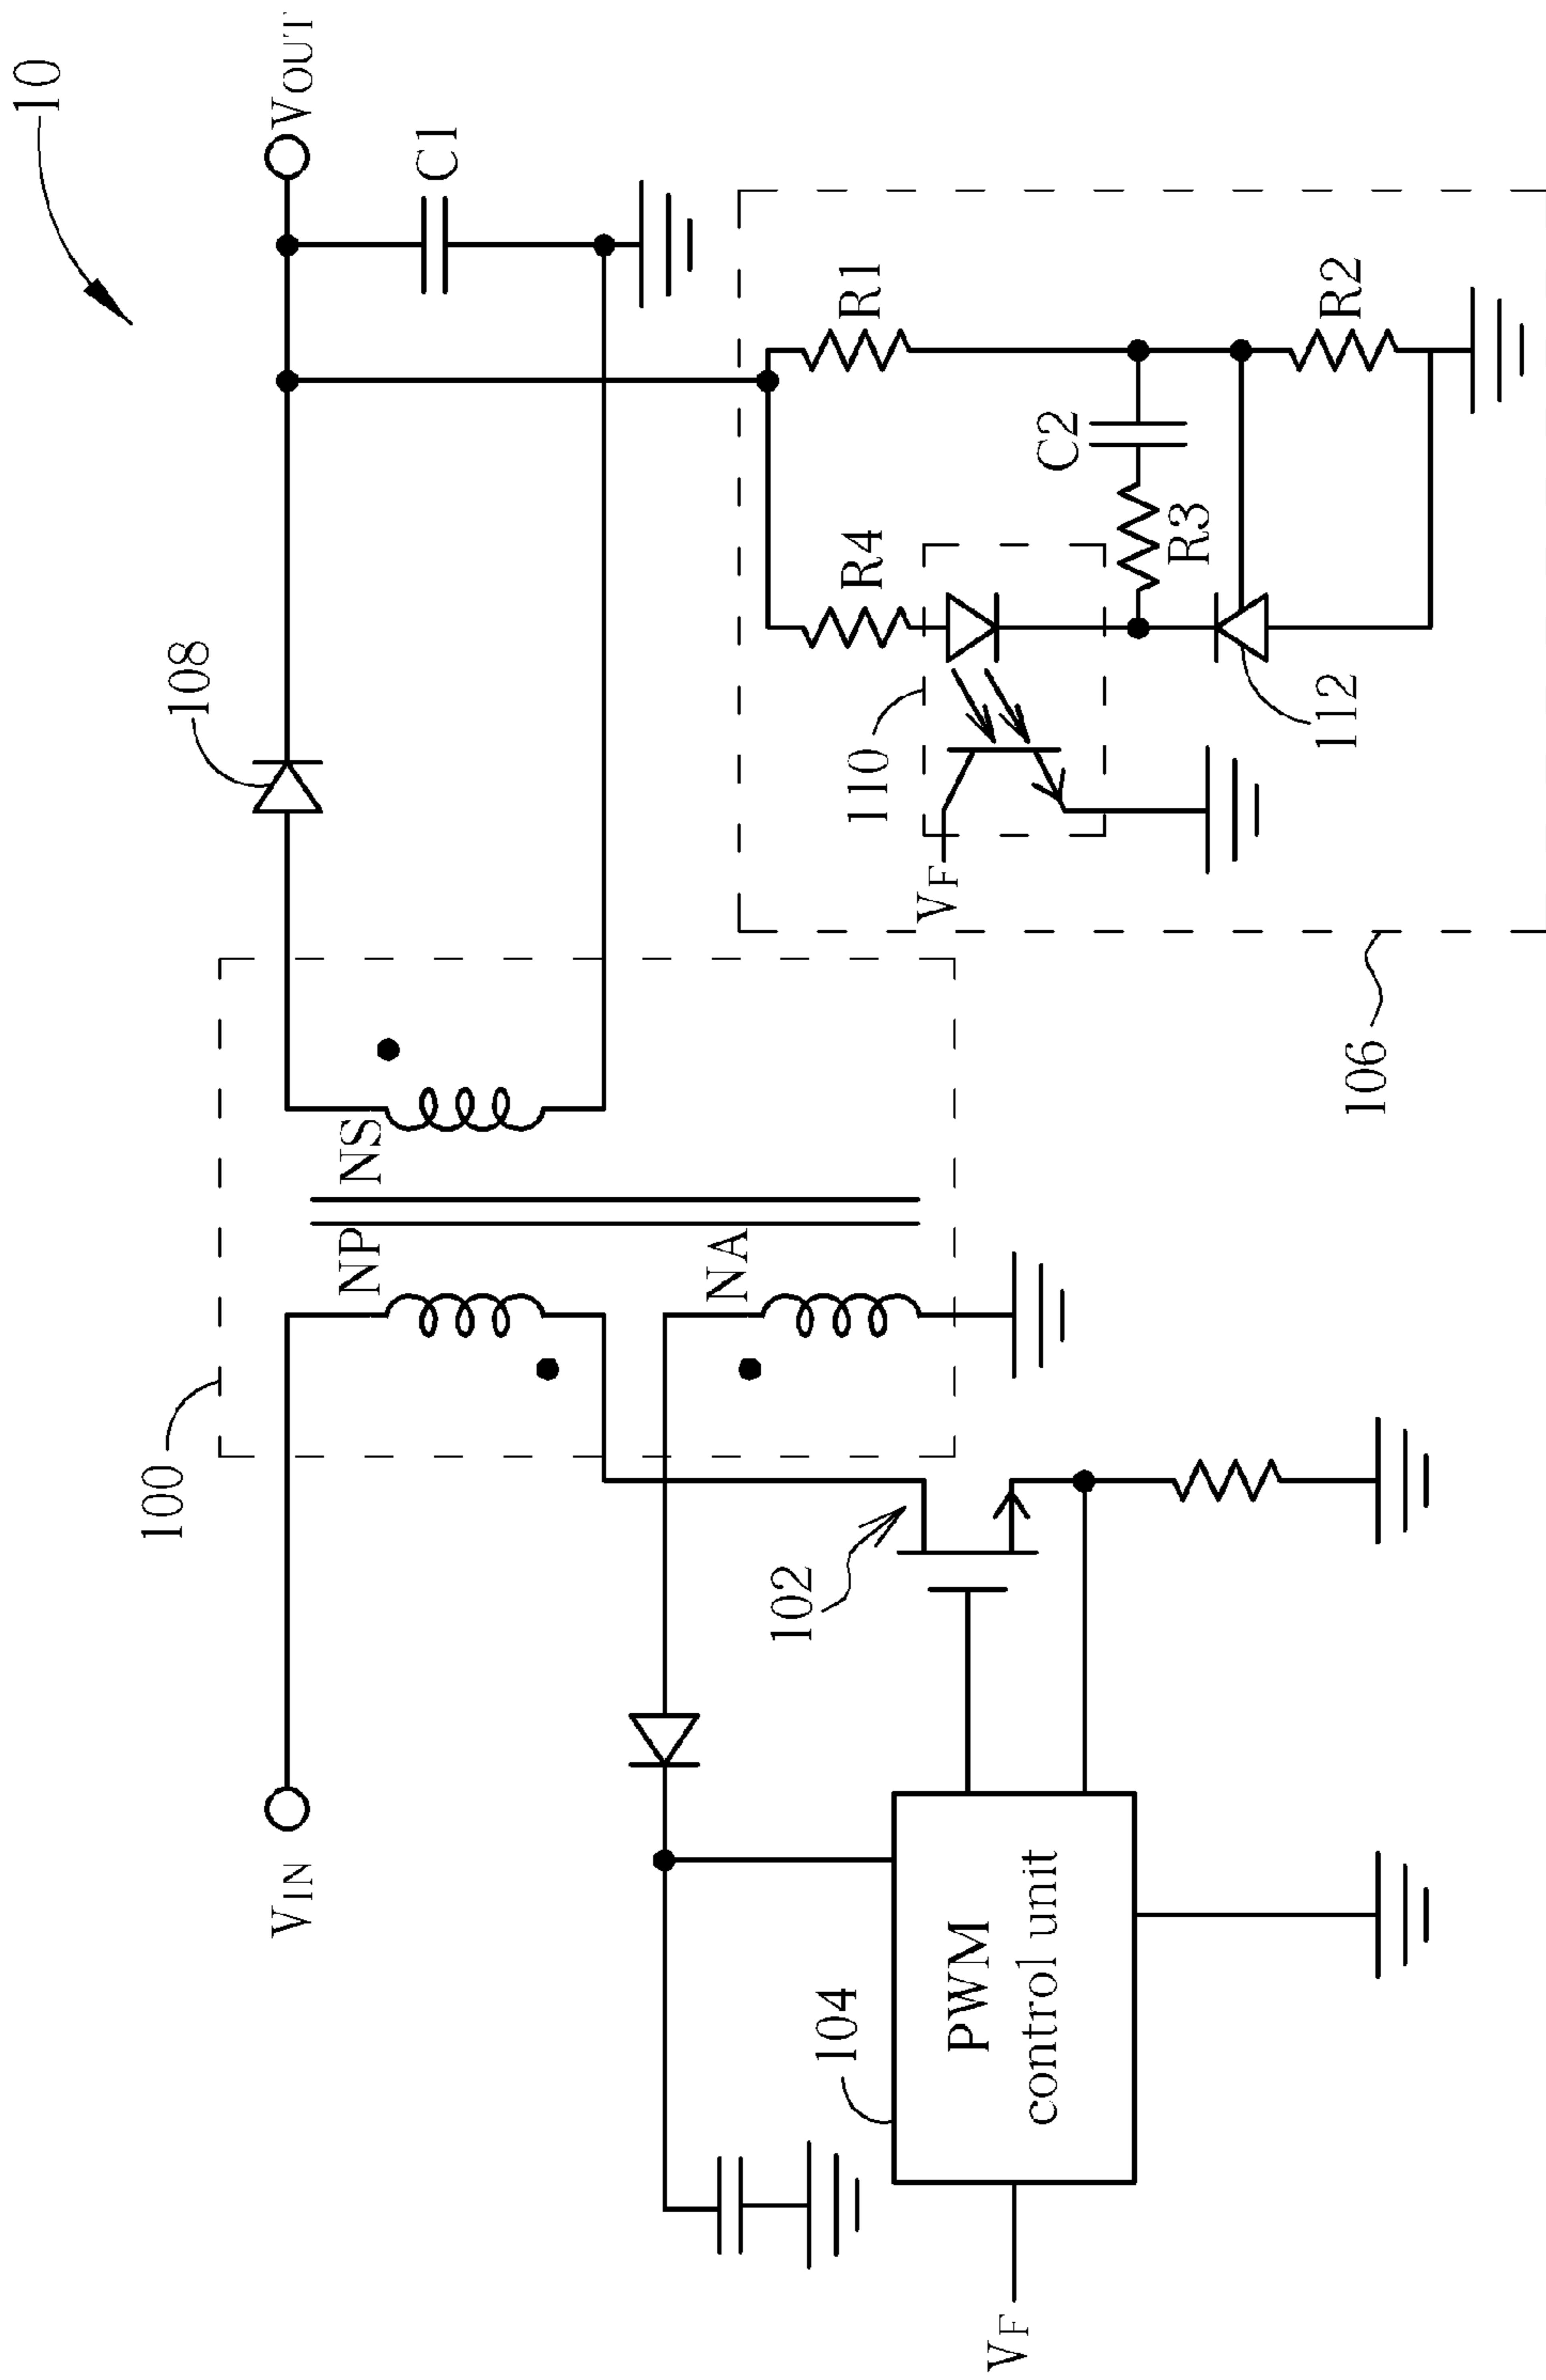 10
VIN
100
NP
NS
108
VOUT
C1
NA
102
104
PWM
control unit
VF
106
VF
110
R4
R1
C2
R3
R2
112